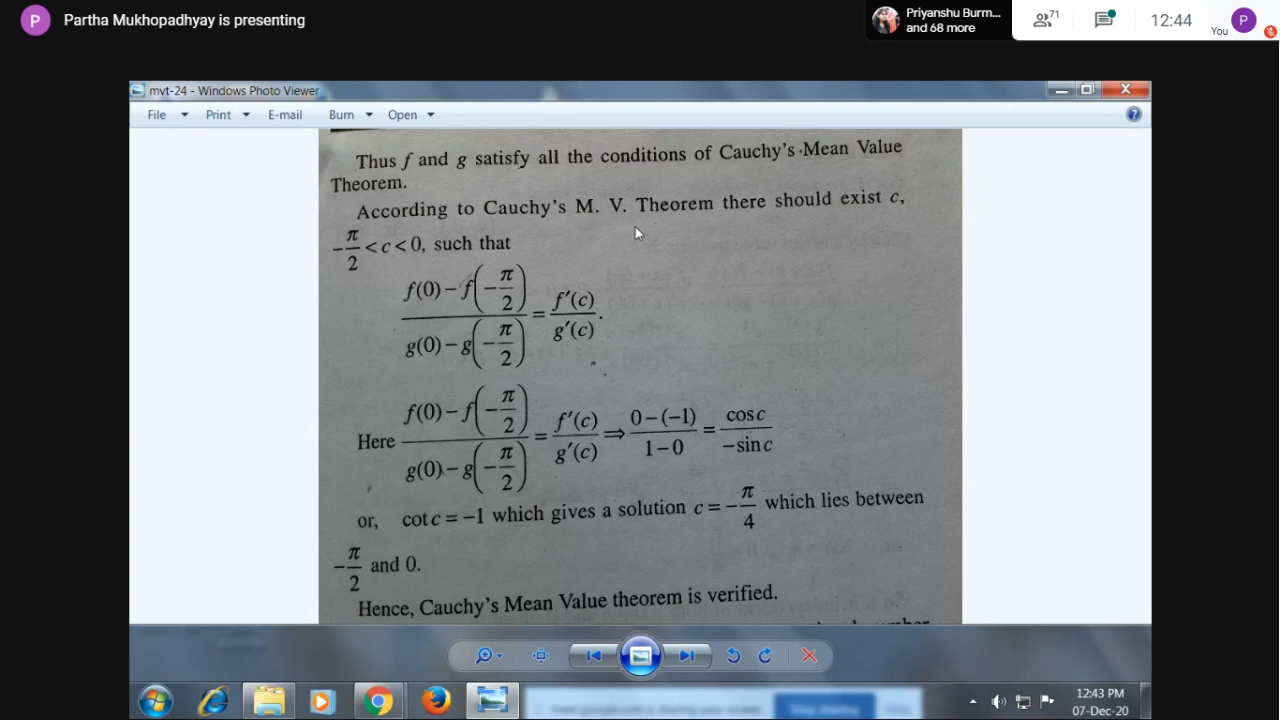 P Partha Mukhopadhyay is presenting
Priyanshu Burm...
and 68 more
71
12:44
You P
mvt-24 - Windows Photo Viewer
File Print E-mail Burn Open
Thus f and g satisfy all the conditions of Cauchy's Mean Value
Theorem.
According to Cauchy's M. V. Theorem there should exist c,
-π/2 < c < 0, such that
(f(0) - f(-π/2))/(g(0) - g(-π/2)) = f′(c)/g′(c).
Here (f(0) - f(-π/2))/(g(0) - g(-π/2)) = f′(c)/g′(c) ⇒ (0-(-1))/(1-0) = cos c/(-sin c)
or, cot c = -1 which gives a solution c = -π/4 which lies between
-π/2 and 0.
Hence, Cauchy's Mean Value theorem is verified.
12:43 PM
07-Dec-20